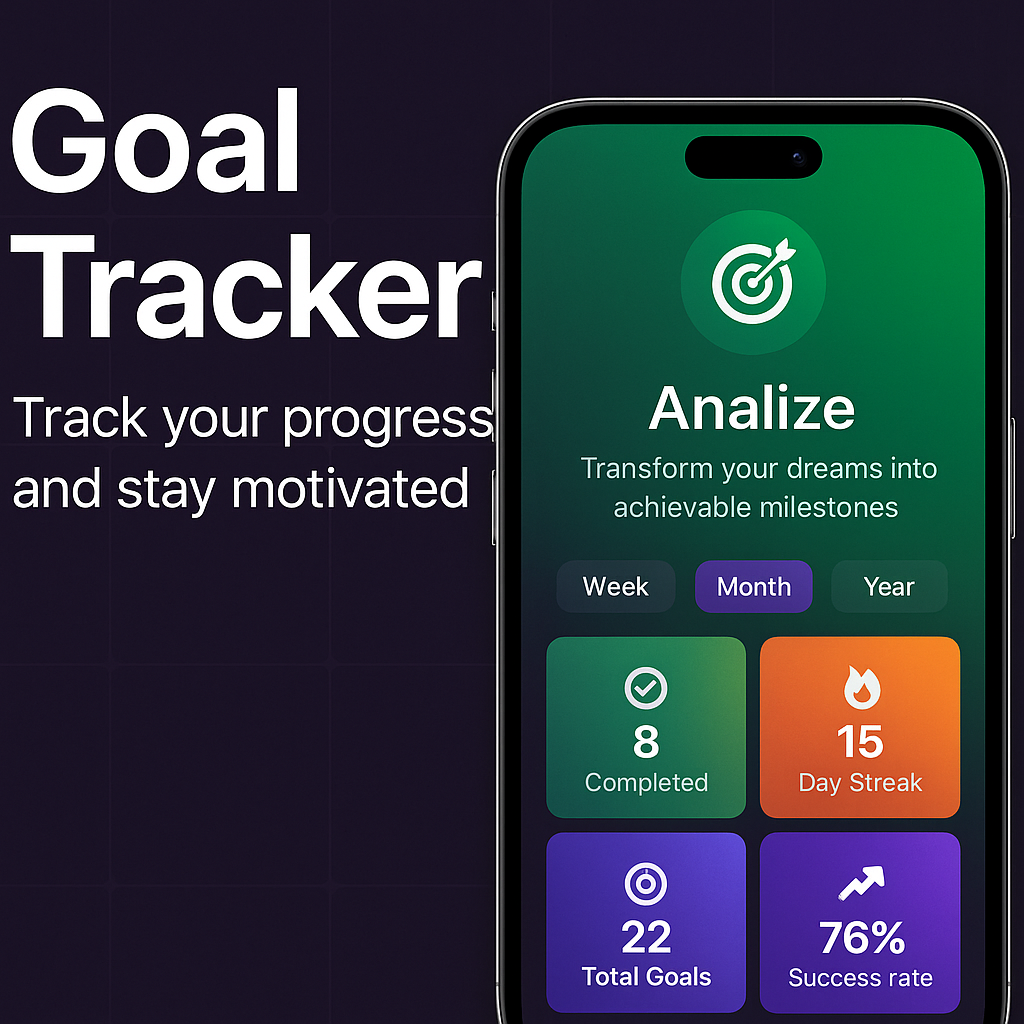 Goal
Tracker
Track your progress
and stay motivated
Analize
Transform your dreams into
achievable milestones
Week
Month
Year
8
Completed
15
Day Streak
22
Total Goals
76%
Success rate